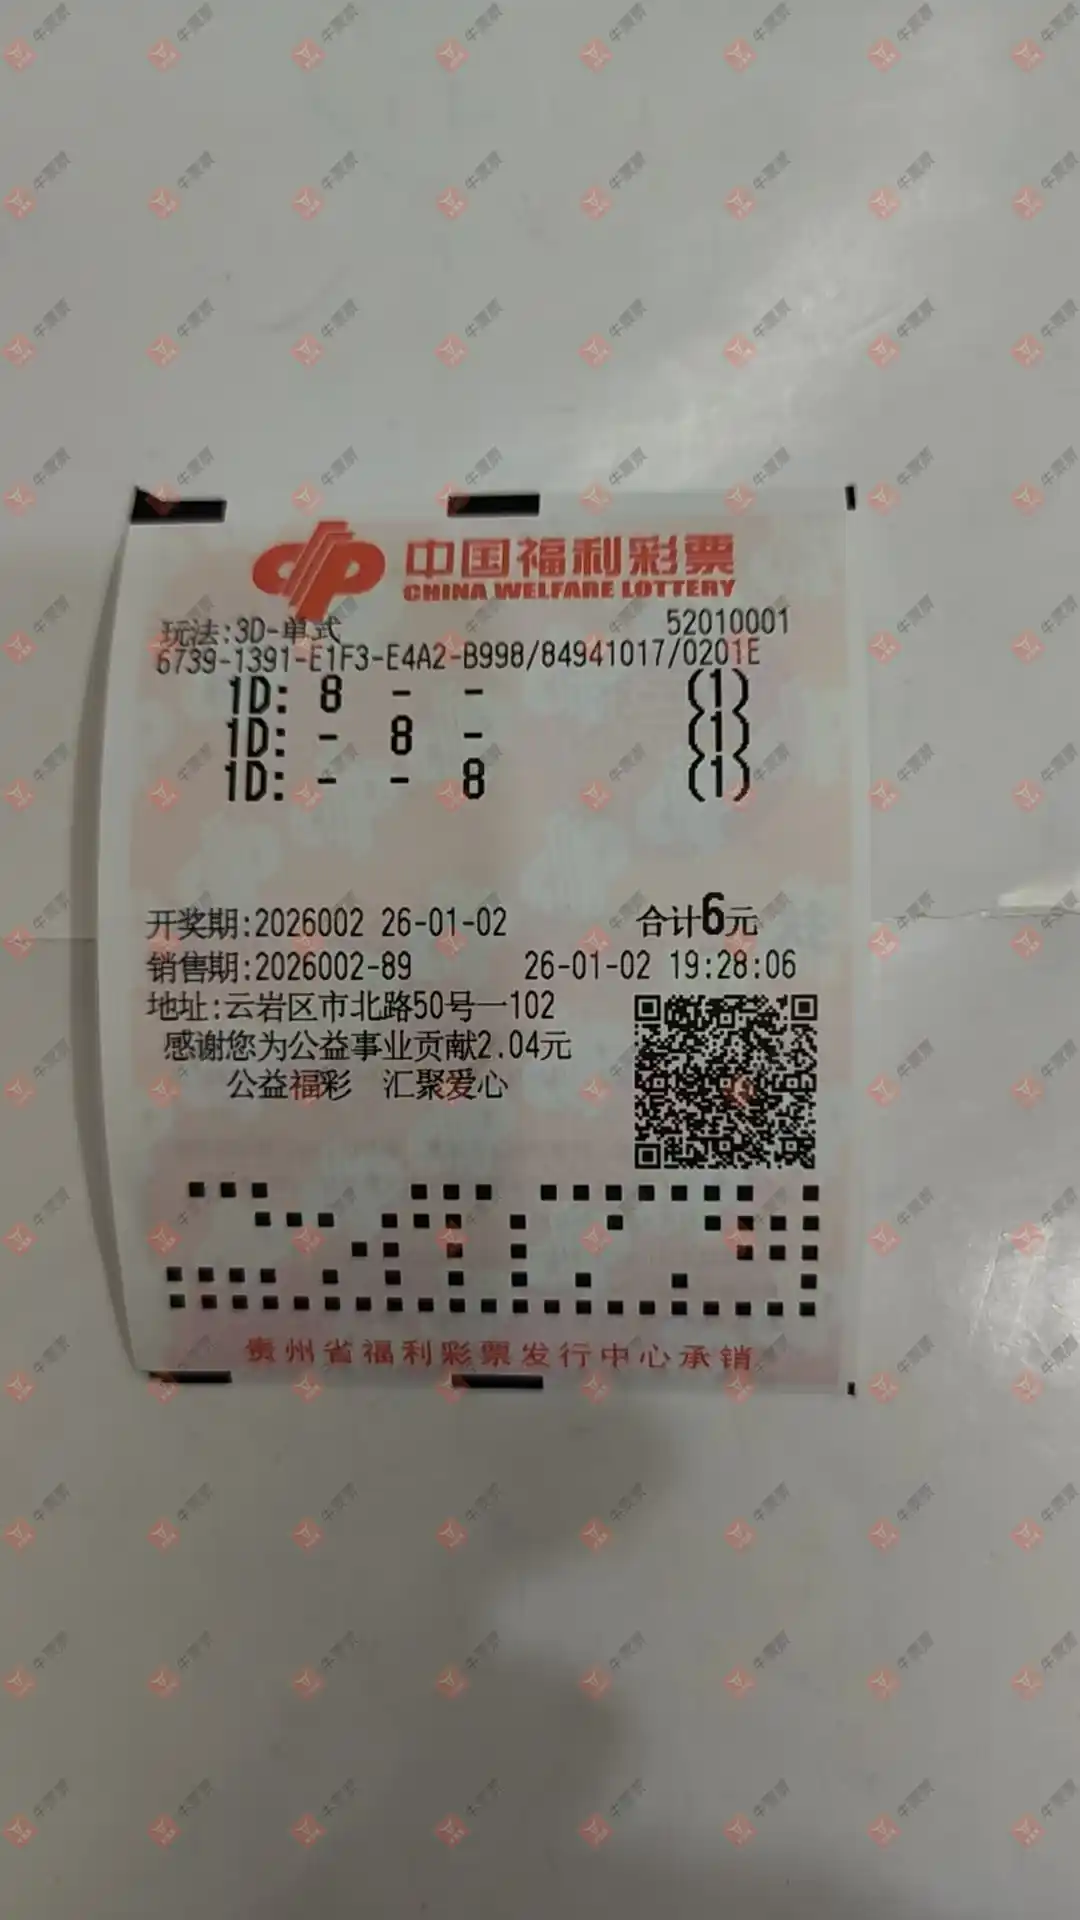 中国福利彩票
CHINA WELFARE LOTTERY
玩法:3D-单式 52010001
6739-1391-E1F3-E4A2-B998/84941017/0201E
1D: 8 - - (1)
1D: - 8 - (1)
1D: - - 8 (1)
开奖期:2026002 26-01-02 合计6元
销售期:2026002-89 26-01-02 19:28:06
地址:云岩区市北路50号一102
感谢您为公益事业贡献2.04元
公益福彩 汇聚爱心
贵州省福利彩票发行中心承销